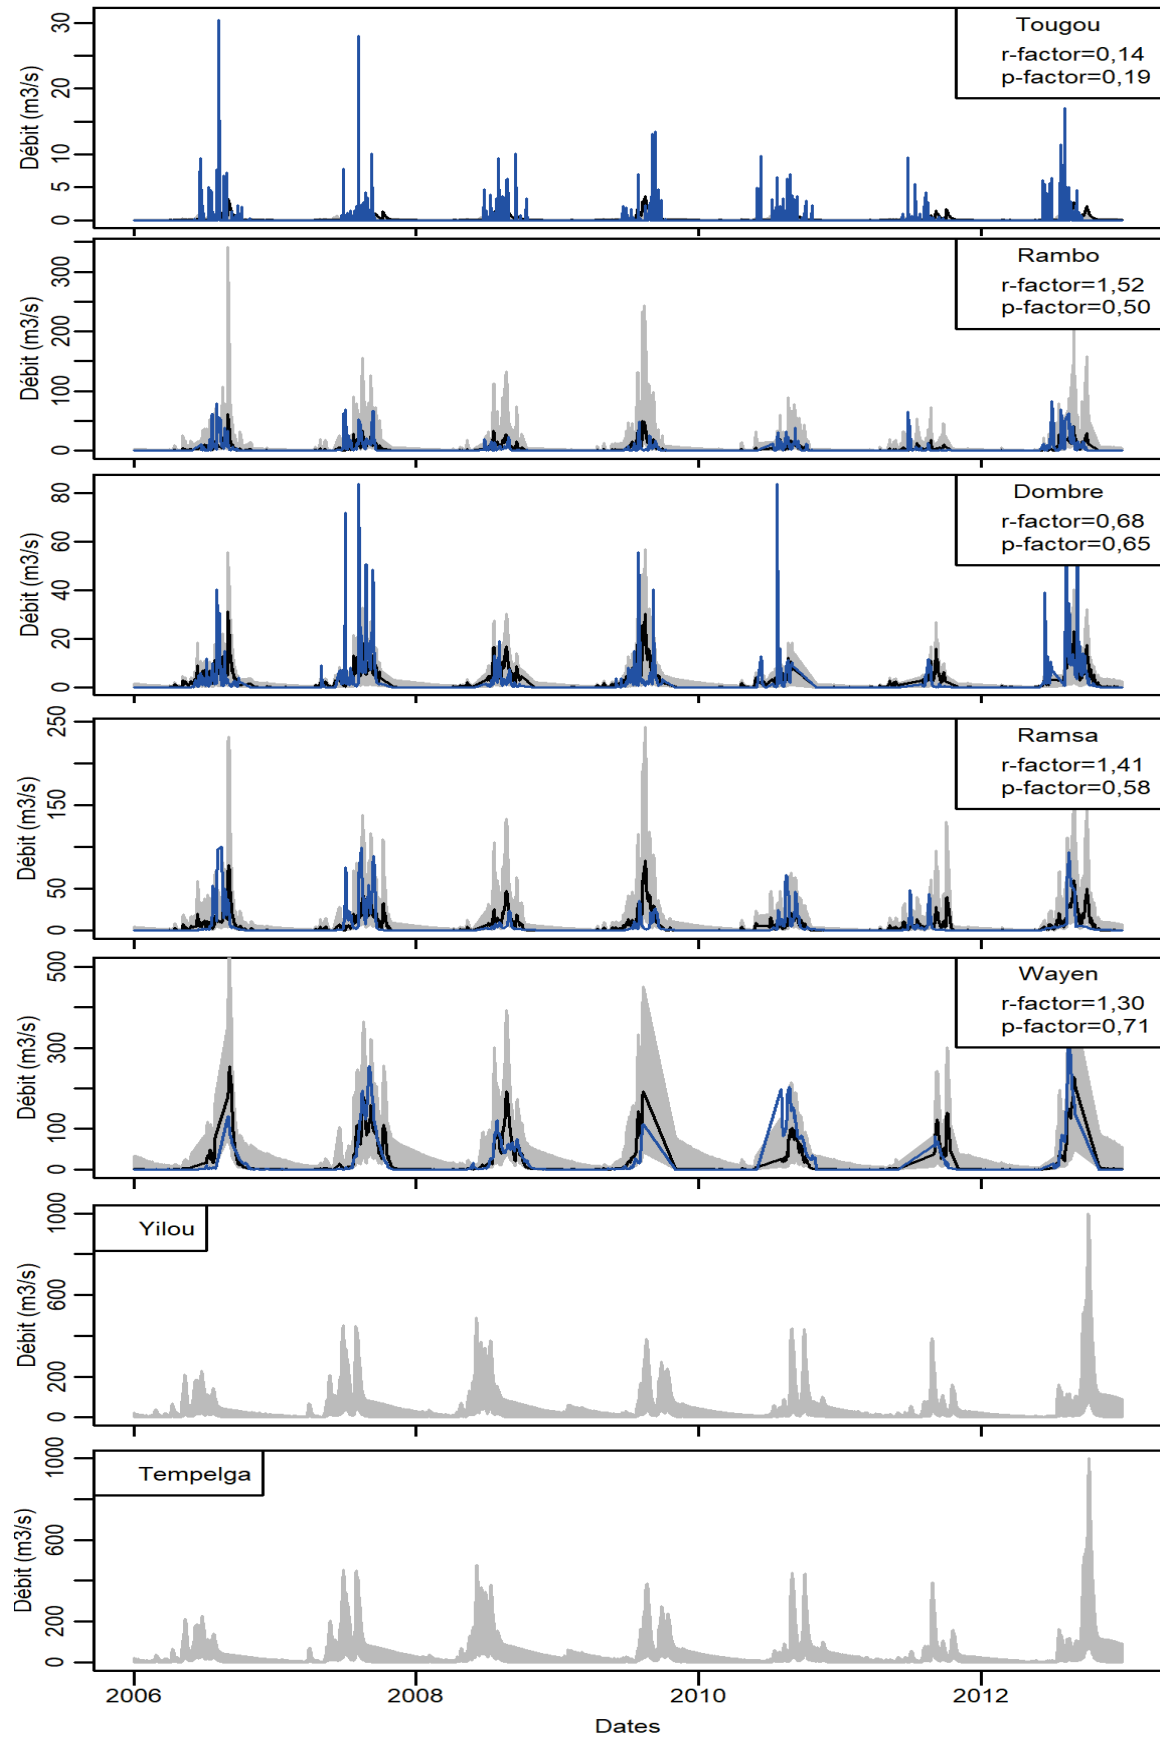 Tougou
r-factor=0,14
p-factor=0,19
Débit (m3/s)
30
20
10
5
0
Rambo
r-factor=1,52
p-factor=0,50
Débit (m3/s)
300
200
100
0
Dombre
r-factor=0,68
p-factor=0,65
Débit (m3/s)
80
60
40
20
0
Ramsa
r-factor=1,41
p-factor=0,58
Débit (m3/s)
250
150
50
0
Wayen
r-factor=1,30
p-factor=0,71
Débit (m3/s)
500
300
100
0
Yilou
Débit (m3/s)
1000
600
200
0
Tempelga
Débit (m3/s)
1000
600
200
0
2006 2008 2010 2012
Dates